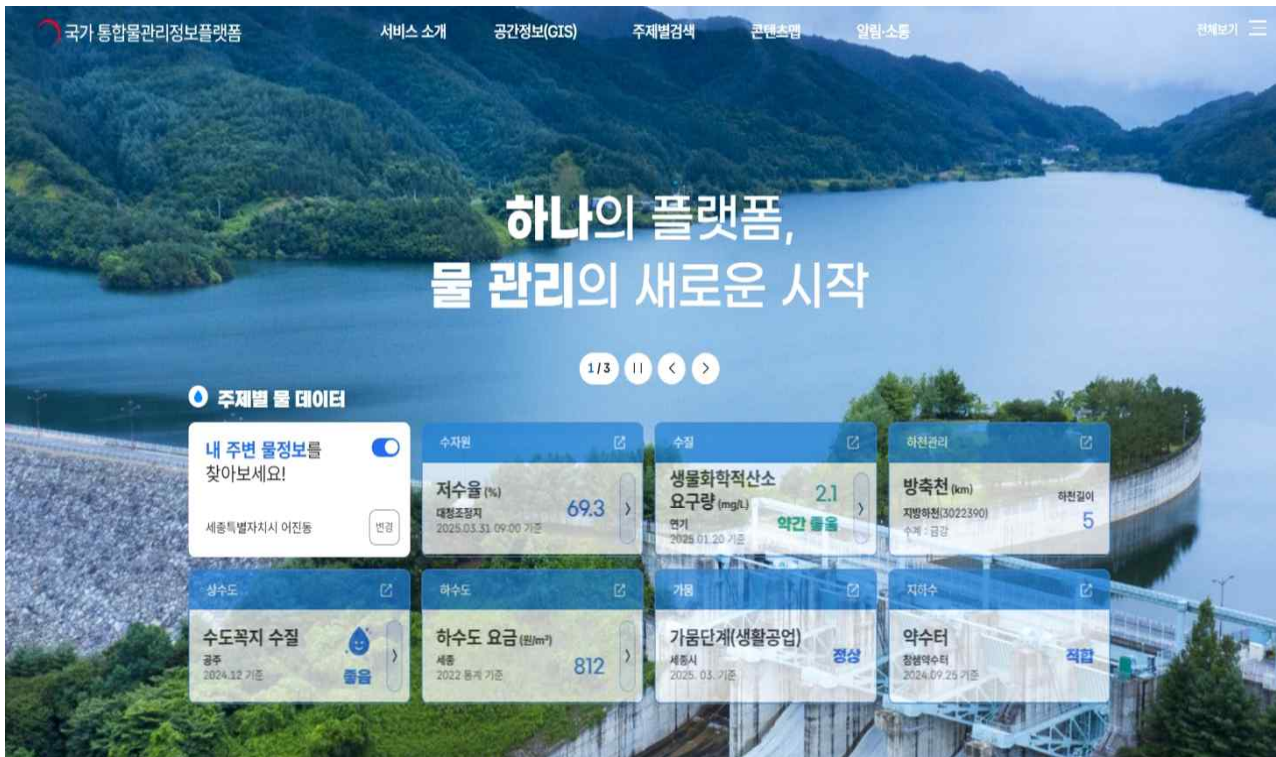 국가 통합물관리정보플랫폼
서비스 소개
공간정보(GIS)
주제별검색
콘텐츠맵
알림·소통
전체보기
하나의 플랫폼,
물 관리의 새로운 시작
1/3
주제별 물 데이터
내 주변 물정보를
찾아보세요!
세종특별자치시 어진동
변경
수자원
저수율 (%)
대청조정지
2025.03.31 09:00 기준
69.3
수질
생물화학적산소
요구량 (mg/L)
연기
2025.01.20 기준
2.1
약간 좋음
하천관리
방축천 (km)
지방하천(3022390)
수계 : 금강
하천길이
5
상수도
수도꼭지 수질
공주
2024.12 기준
좋음
하수도
하수도 요금 (원/m³)
세종
2022 통계 기준
812
가뭄
가뭄단계(생활공업)
세종시
2025. 03. 기준
정상
지하수
약수터
참샘약수터
2024.09.25 기준
적합